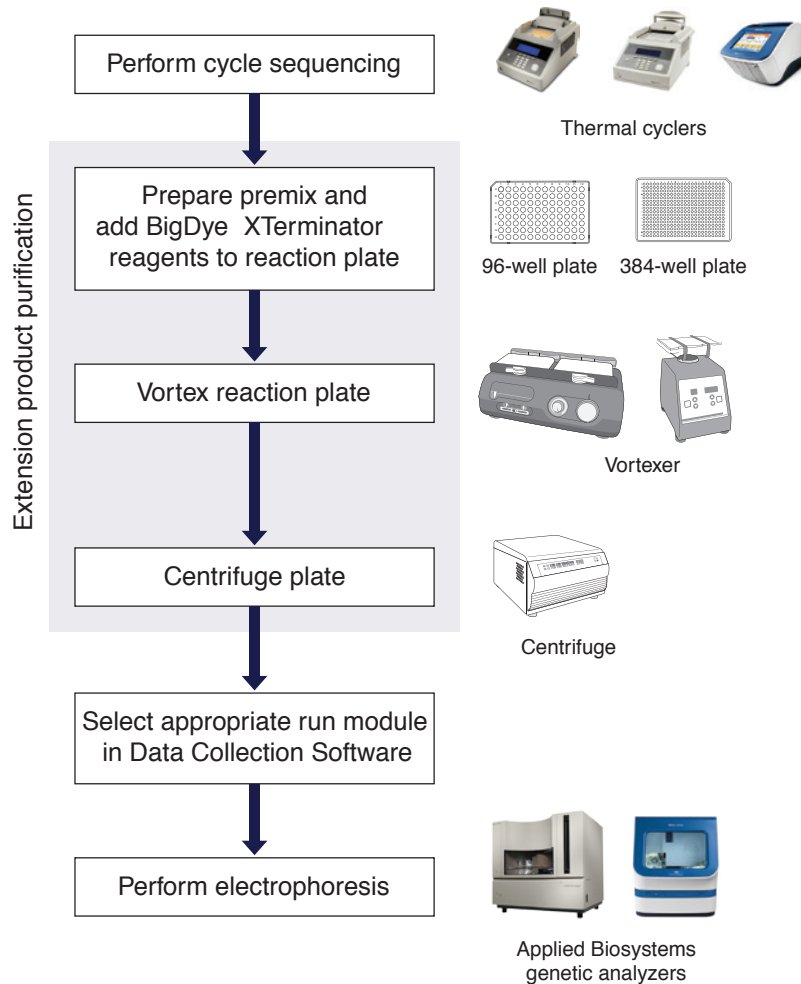 Perform cycle sequencing
Thermal cyclers
Extension product purification
Prepare premix and
add BigDye XTerminator
reagents to reaction plate
96-well plate
384-well plate
Vortex reaction plate
Vortexer
Centrifuge plate
Centrifuge
Select appropriate run module
in Data Collection Software
Perform electrophoresis
Applied Biosystems
genetic analyzers